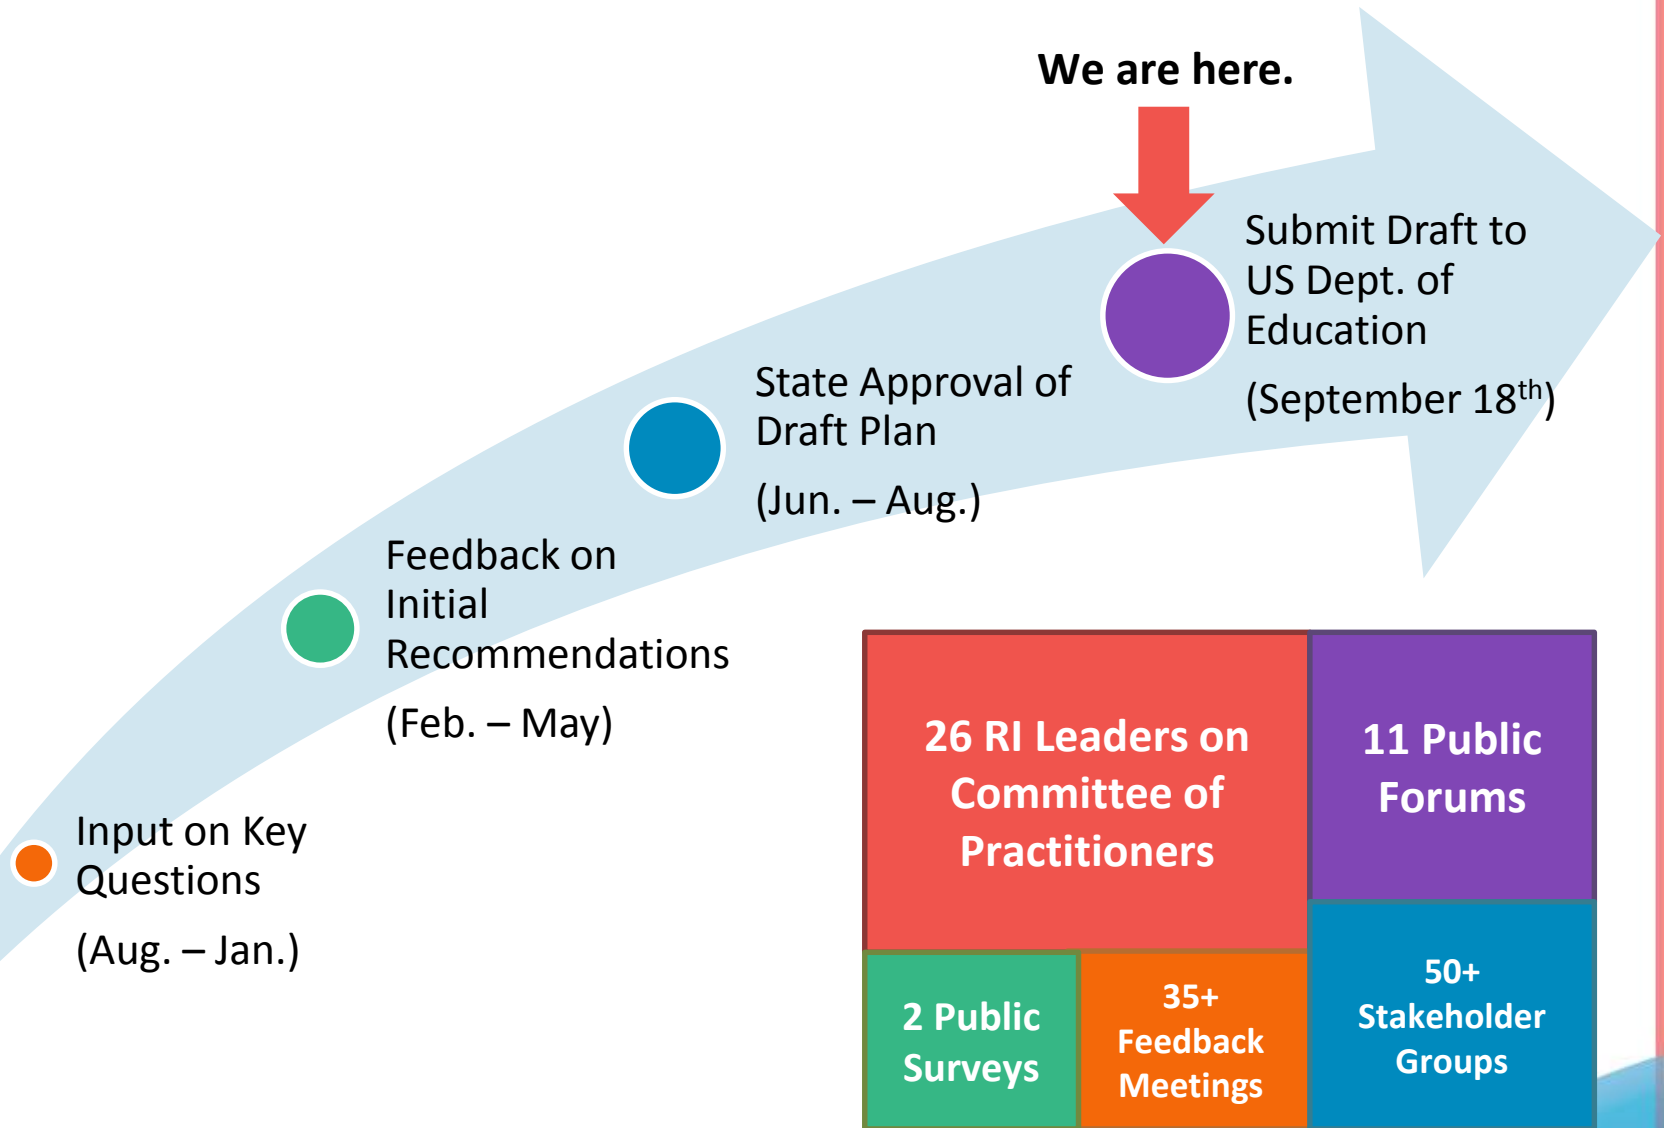 We are here.
Submit Draft to
US Dept. of
Education
(September 18th)
State Approval of
Draft Plan
(Jun. – Aug.)
Feedback on
Initial
Recommendations
(Feb. – May)
Input on Key
Questions
(Aug. – Jan.)
26 RI Leaders on
Committee of
Practitioners
11 Public
Forums
2 Public
Surveys
35+
Feedback
Meetings
50+
Stakeholder
Groups